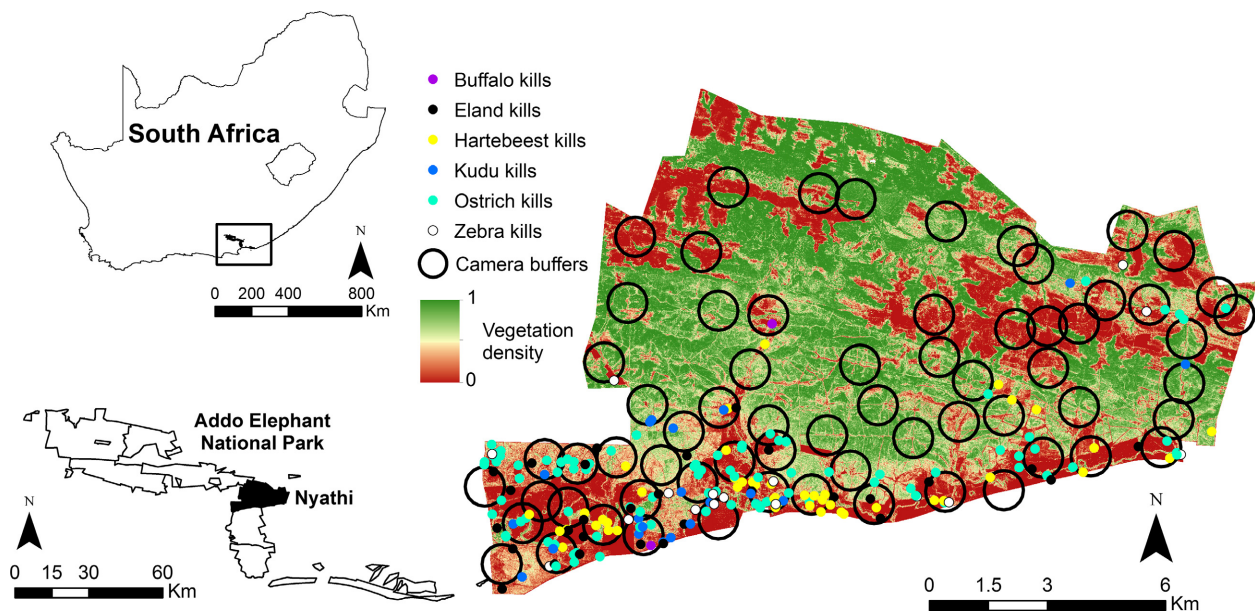 South Africa
N
0 200 400 800
Km
Addo Elephant
National Park
Nyathi
N
0 15 30 60
Km
Buffalo kills
Eland kills
Hartebeest kills
Kudu kills
Ostrich kills
Zebra kills
Camera buffers
1
Vegetation
density
0
N
0 1.5 3 6
Km